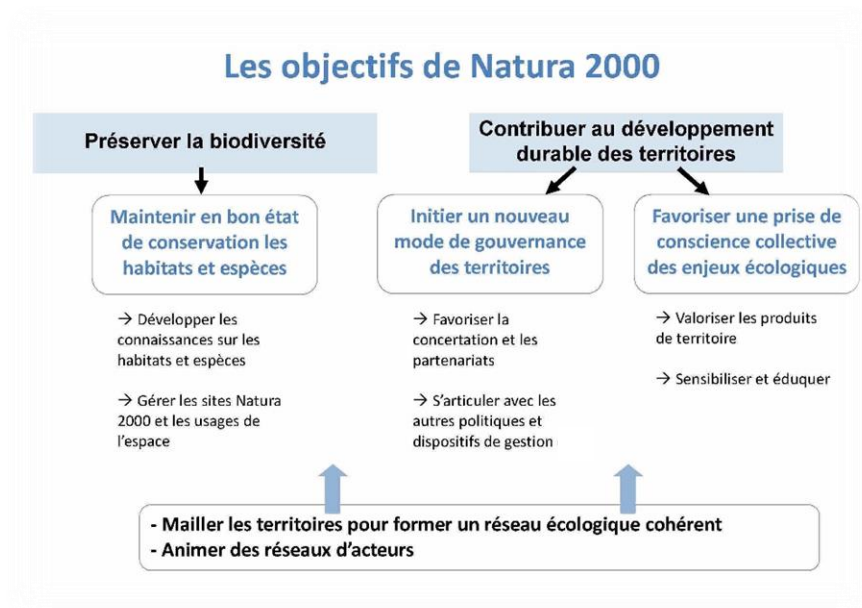 Les objectifs de Natura 2000
Préserver la biodiversité
Contribuer au développement
durable des territoires
Maintenir en bon état
de conservation les
habitats et espèces
Initier un nouveau
mode de gouvernance
des territoires
Favoriser une prise de
conscience collective
des enjeux écologiques
→ Développer les
connaissances sur les
habitats et espèces
→ Gérer les sites Natura
2000 et les usages de
l'espace
→ Favoriser la
concertation et les
partenariats
→ S'articuler avec les
autres politiques et
dispositifs de gestion
→ Valoriser les produits
de territoire
→ Sensibiliser et éduquer
- Mailler les territoires pour former un réseau écologique cohérent
- Animer des réseaux d'acteurs